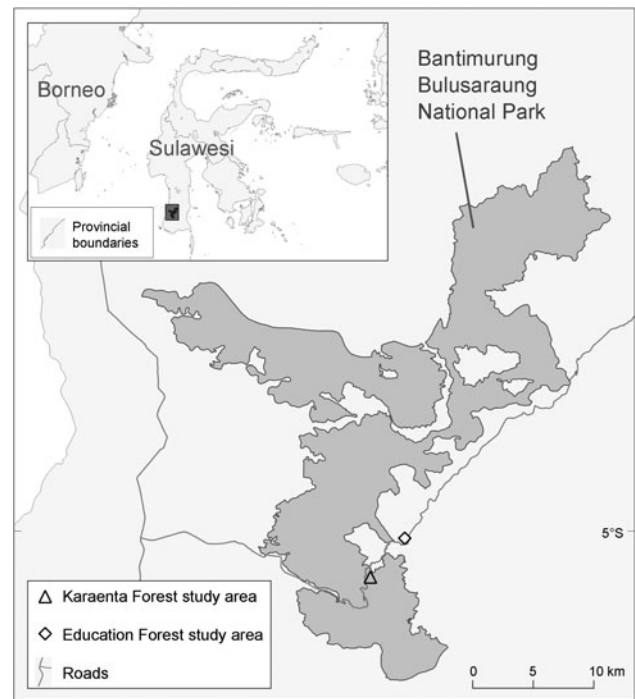 Borneo
Sulawesi
Provincial
boundaries
Bantimurung
Bulusaraung
National Park
5°S
Karaenta Forest study area
Education Forest study area
Roads
0 5 10 km